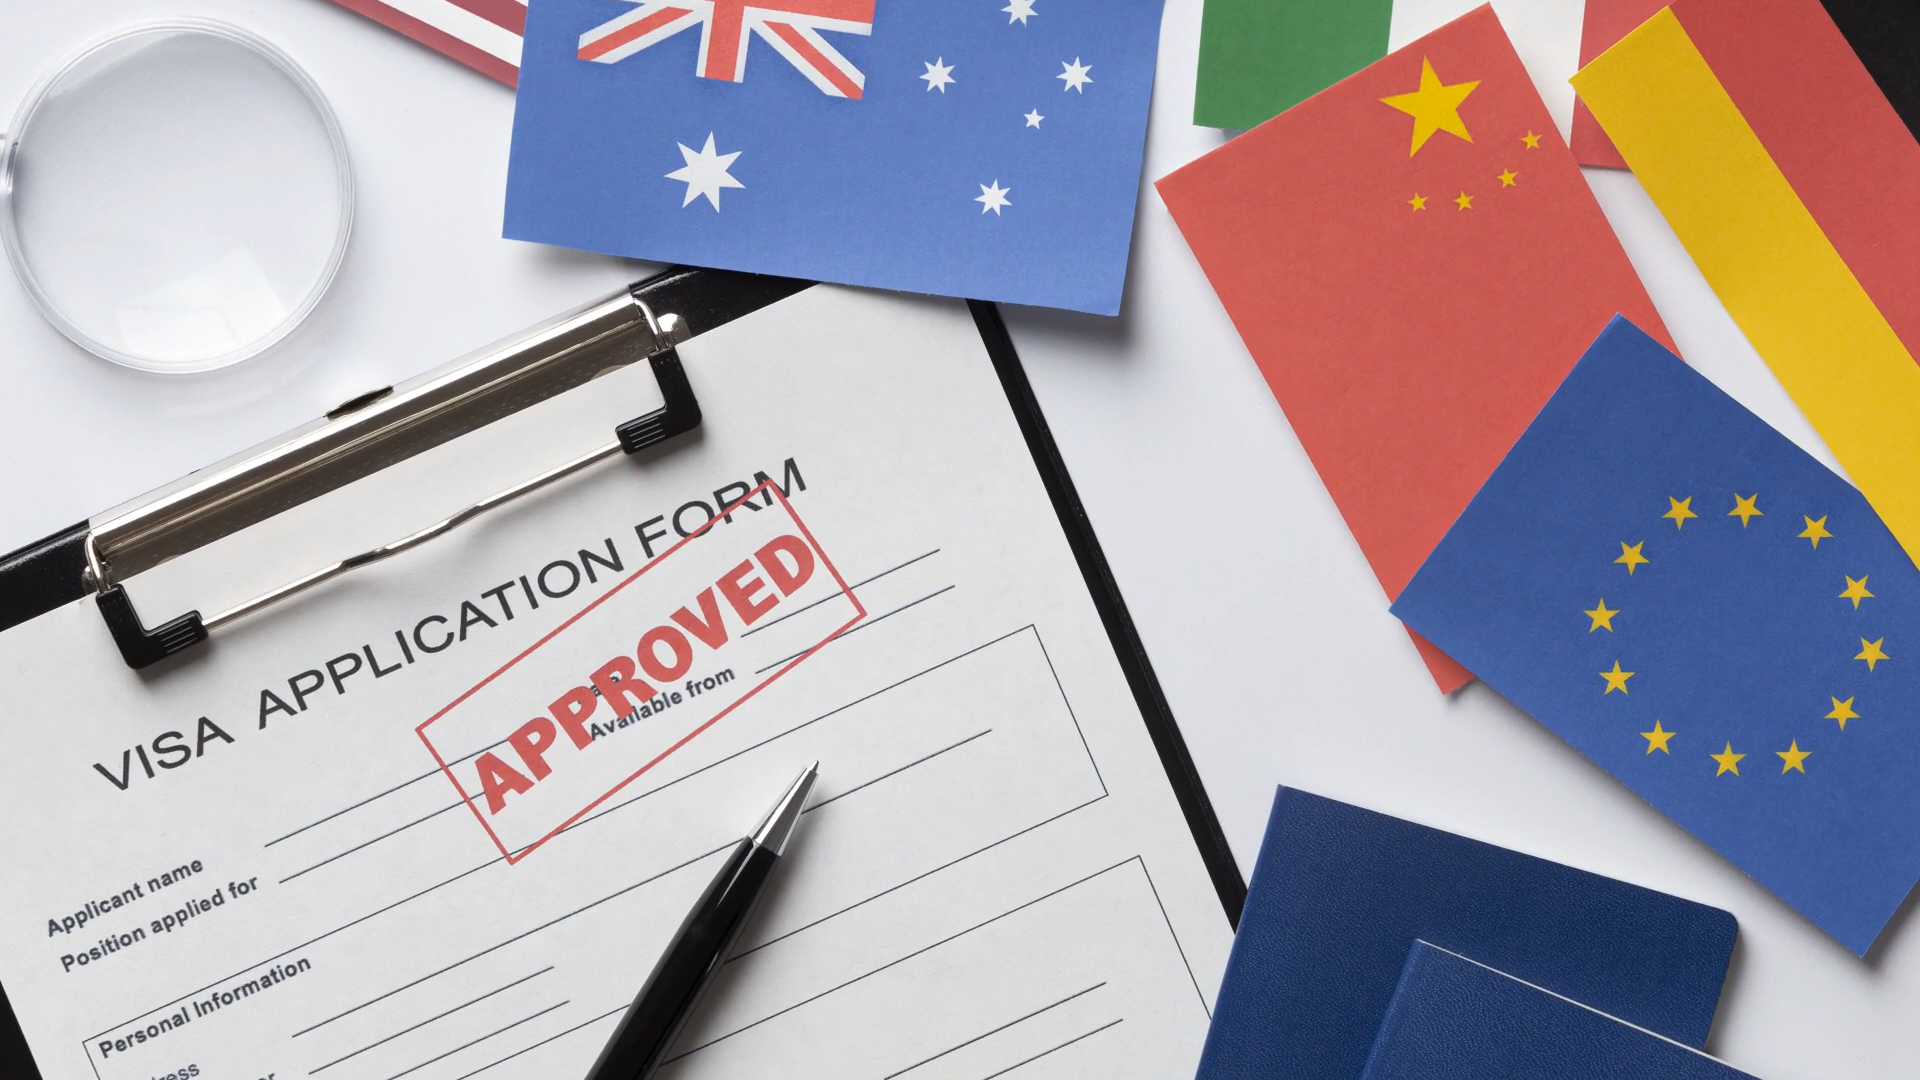 VISA APPLICATION FORM
APPROVED
Available from
Applicant name
Position applied for
Personal Information